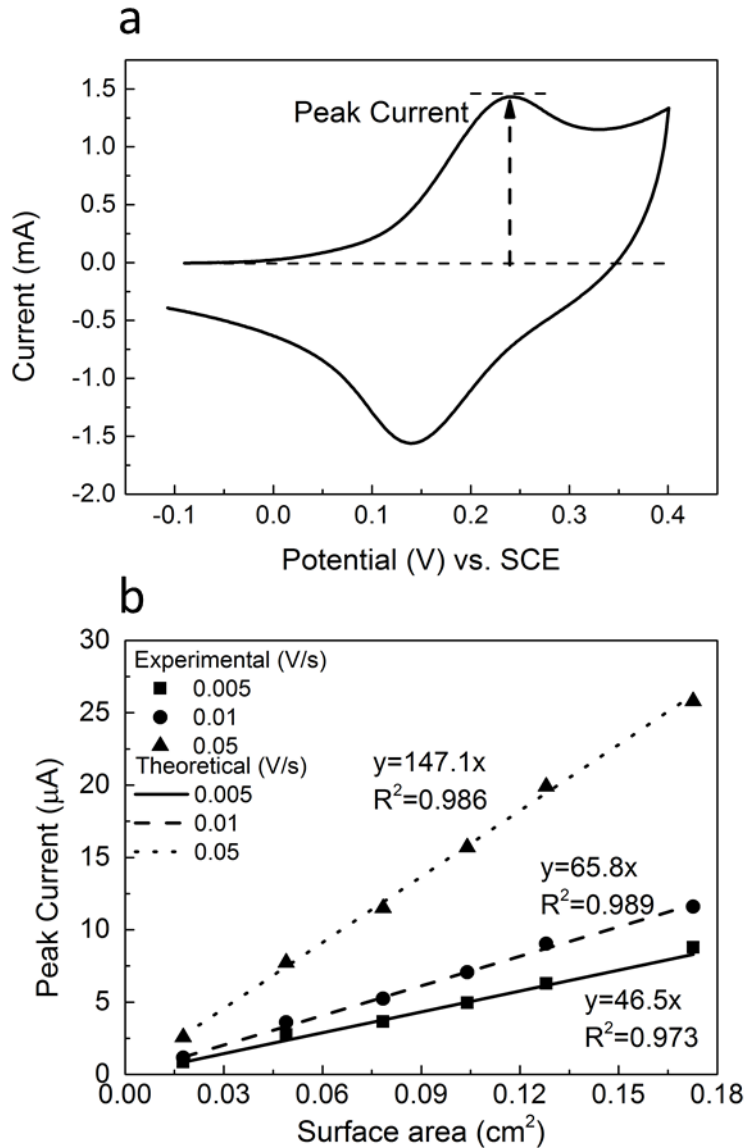 a
1.5
1.0
0.5
0.0
-0.5
-1.0
-1.5
-2.0
Current (mA)
Peak Current
-0.1 0.0 0.1 0.2 0.3 0.4
Potential (V) vs. SCE
b
30
25
20
15
10
5
0
Peak Current (μA)
Experimental (V/s)
0.005
0.01
0.05
Theoretical (V/s)
0.005
0.01
0.05
y=147.1x
R²=0.986
y=65.8x
R²=0.989
y=46.5x
R²=0.973
0.00 0.03 0.06 0.09 0.12 0.15 0.18
Surface area (cm²)